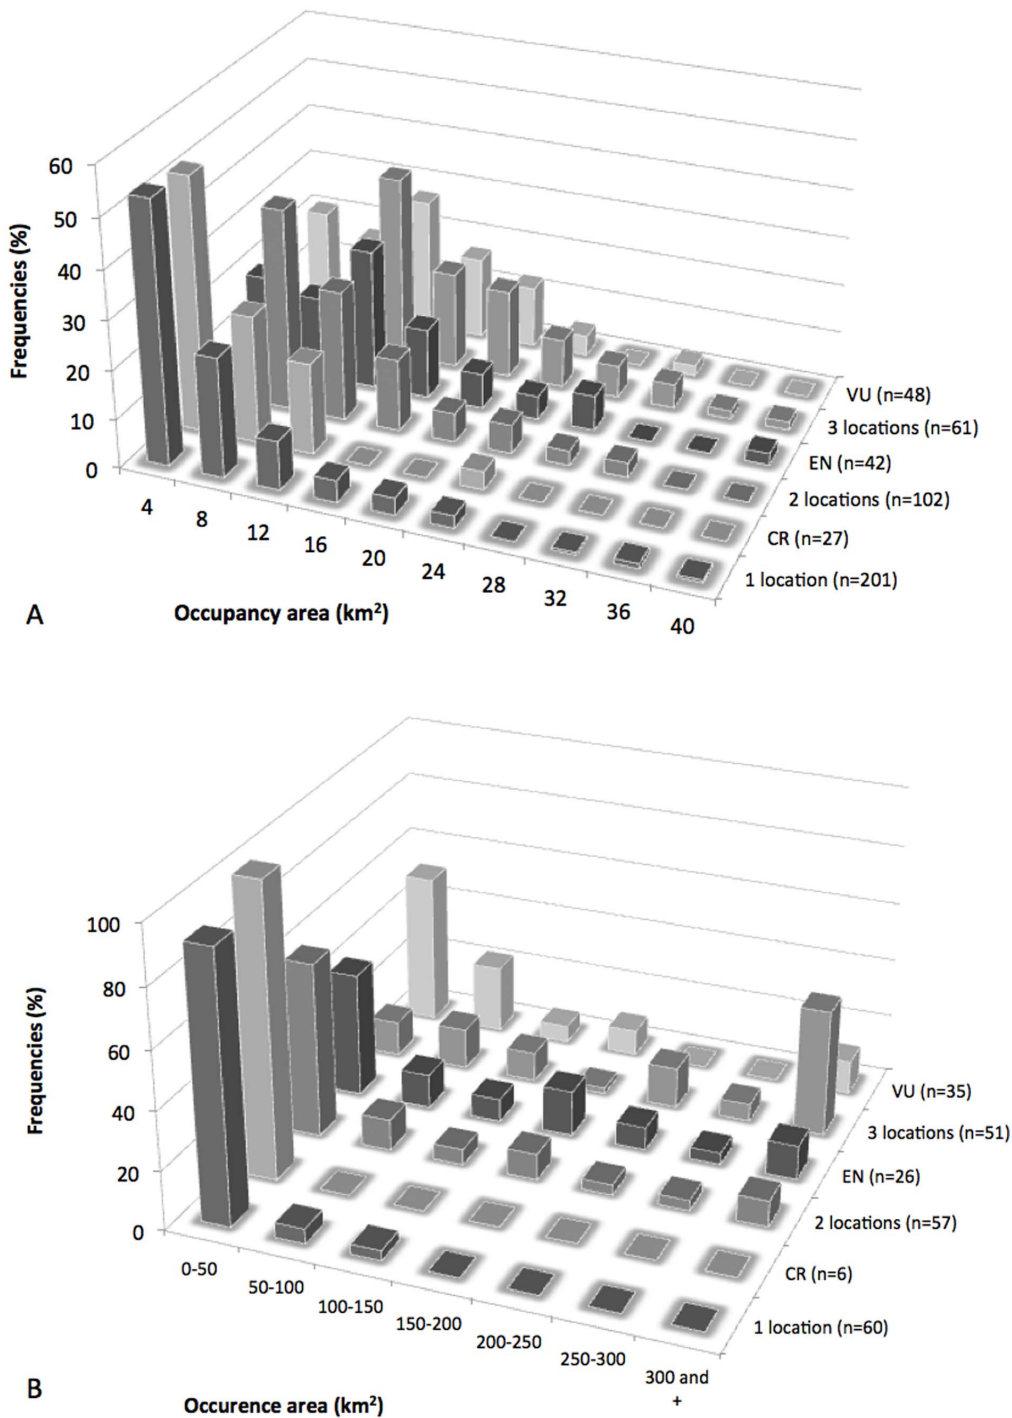 60
50
40
30
20
10
0
Frequencies (%)
4
8
12
16
20
24
28
32
36
40
VU (n=48)
3 locations (n=61)
EN (n=42)
2 locations (n=102)
CR (n=27)
1 location (n=201)
A
Occupancy area (km²)
100
80
60
40
20
0
Frequencies (%)
0-50
50-100
100-150
150-200
200-250
250-300
300 and
+
VU (n=35)
3 locations (n=51)
EN (n=26)
2 locations (n=57)
CR (n=6)
1 location (n=60)
B
Occurence area (km²)